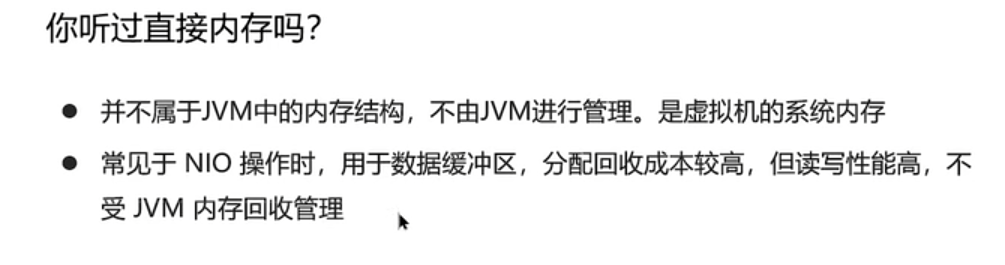 你听过直接内存吗？
● 并不属于JVM中的内存结构，不由JVM进行管理。是虚拟机的系统内存
● 常见于 NIO 操作时，用于数据缓冲区，分配回收成本较高，但读写性能高，不
受 JVM 内存回收管理